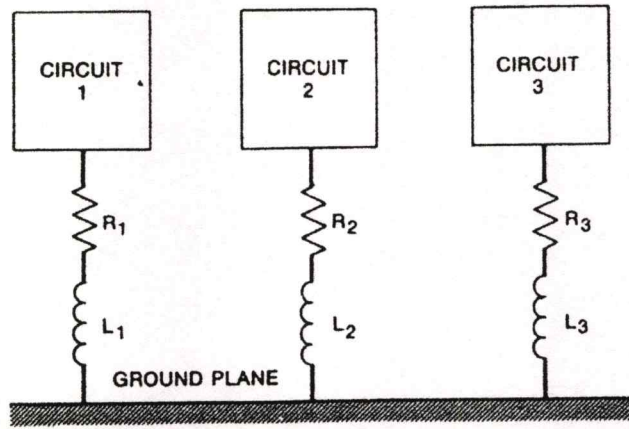 CIRCUIT
1
CIRCUIT
2
CIRCUIT
3
R1
R2
R3
L1
L2
L3
GROUND PLANE